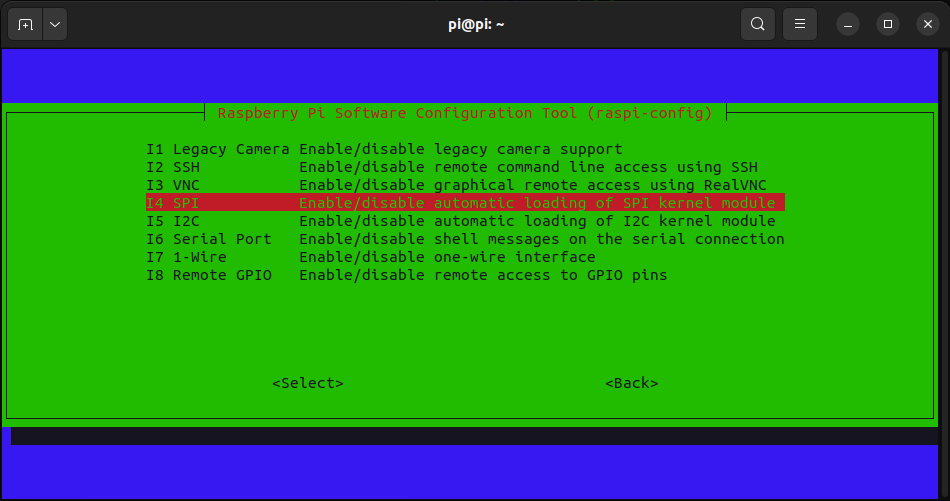 pi@pi: ~
Raspberry Pi Software Configuration Tool (raspi-config)
I1 Legacy Camera Enable/disable legacy camera support
I2 SSH Enable/disable remote command line access using SSH
I3 VNC Enable/disable graphical remote access using RealVNC
I4 SPI Enable/disable automatic loading of SPI kernel module
I5 I2C Enable/disable automatic loading of I2C kernel module
I6 Serial Port Enable/disable shell messages on the serial connection
I7 1-Wire Enable/disable one-wire interface
I8 Remote GPIO Enable/disable remote access to GPIO pins
<Select> <Back>